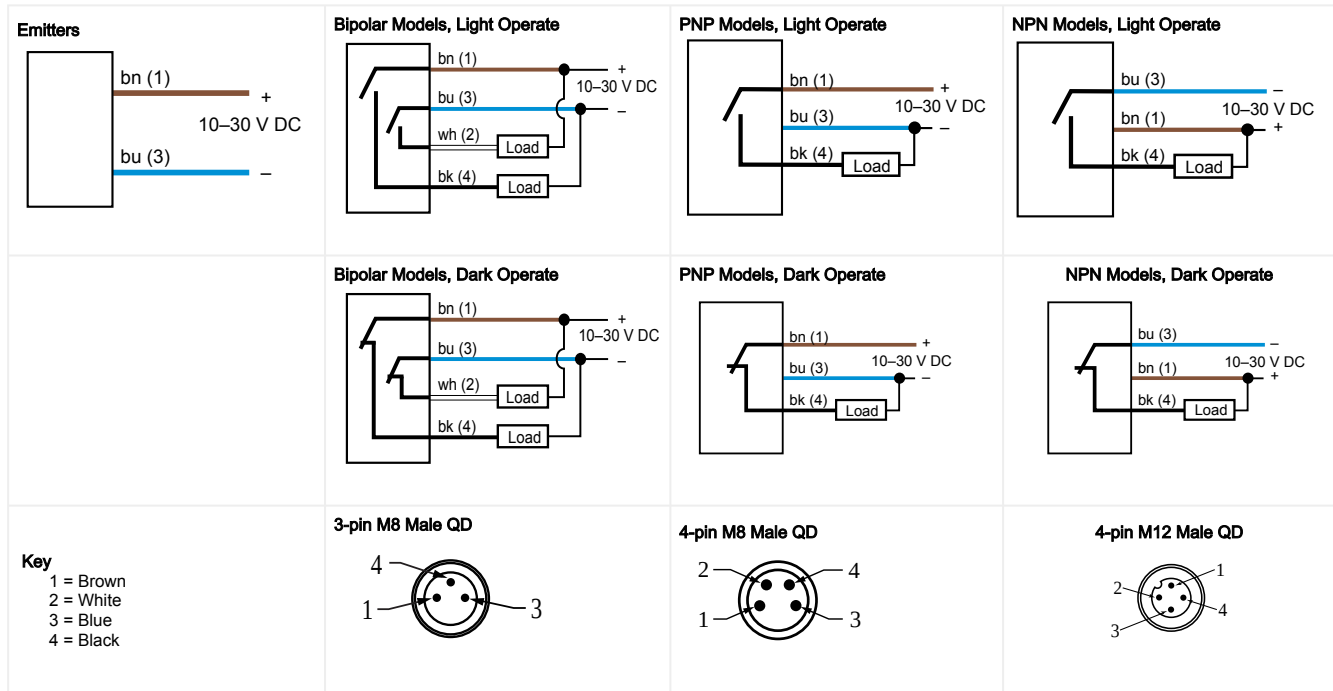 Emitters
bn (1)
+
10–30 V DC
bu (3)
–
Bipolar Models, Light Operate
bn (1)
+
10–30 V DC
bu (3)
–
wh (2)
Load
bk (4)
Load
PNP Models, Light Operate
bn (1)
+
10–30 V DC
bu (3)
–
bk (4)
Load
NPN Models, Light Operate
bu (3)
–
10–30 V DC
bn (1)
+
bk (4)
Load
Bipolar Models, Dark Operate
bn (1)
+
10–30 V DC
bu (3)
–
wh (2)
Load
bk (4)
Load
PNP Models, Dark Operate
bn (1)
+
10–30 V DC
bu (3)
–
bk (4)
Load
NPN Models, Dark Operate
bu (3)
–
10–30 V DC
bn (1)
+
bk (4)
Load
Key
1 = Brown
2 = White
3 = Blue
4 = Black
3-pin M8 Male QD
4
1
3
4-pin M8 Male QD
2
4
1
3
4-pin M12 Male QD
1
2
4
3